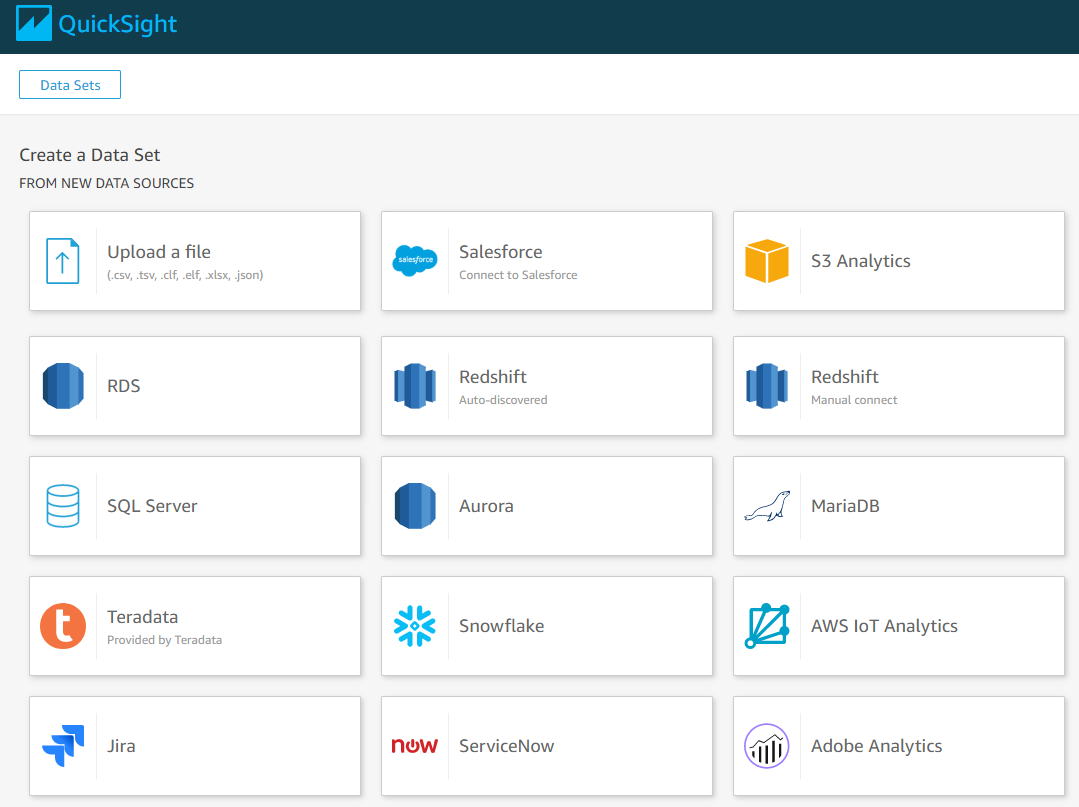 QuickSight
Data Sets
Create a Data Set
FROM NEW DATA SOURCES
Upload a file
(.csv, .tsv, .clf, .elf, .xlsx, .json)
salesforce
Salesforce
Connect to Salesforce
S3 Analytics
RDS
Redshift
Auto-discovered
Redshift
Manual connect
SQL Server
Aurora
MariaDB
t
Teradata
Provided by Teradata
Snowflake
AWS IoT Analytics
Jira
now
ServiceNow
Adobe Analytics